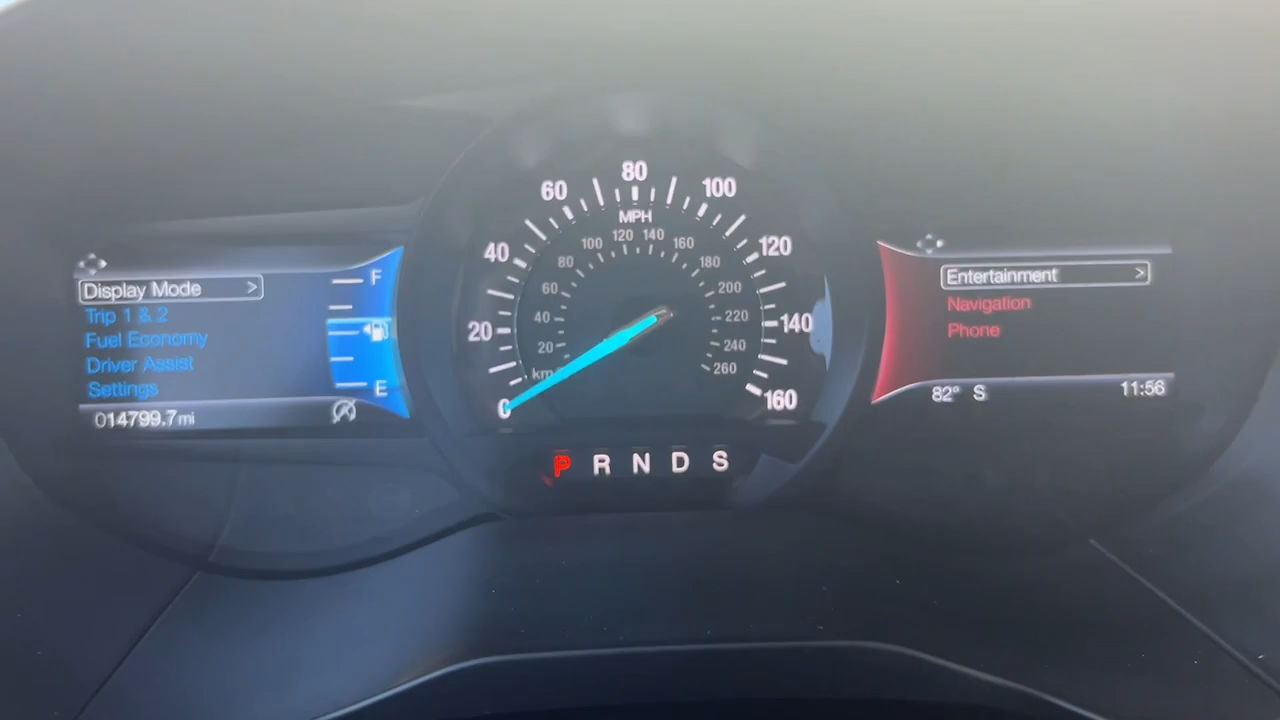 Display Mode >
Trip 1 & 2
Fuel Economy
Driver Assist
Settings
014799.7 mi
F
E
0
20
40
60
80
100
120
140
160
MPH
20
40
60
80
100
120
140
160
180
200
220
240
260
P R N D S
Entertainment >
Navigation
Phone
82° S
11:56